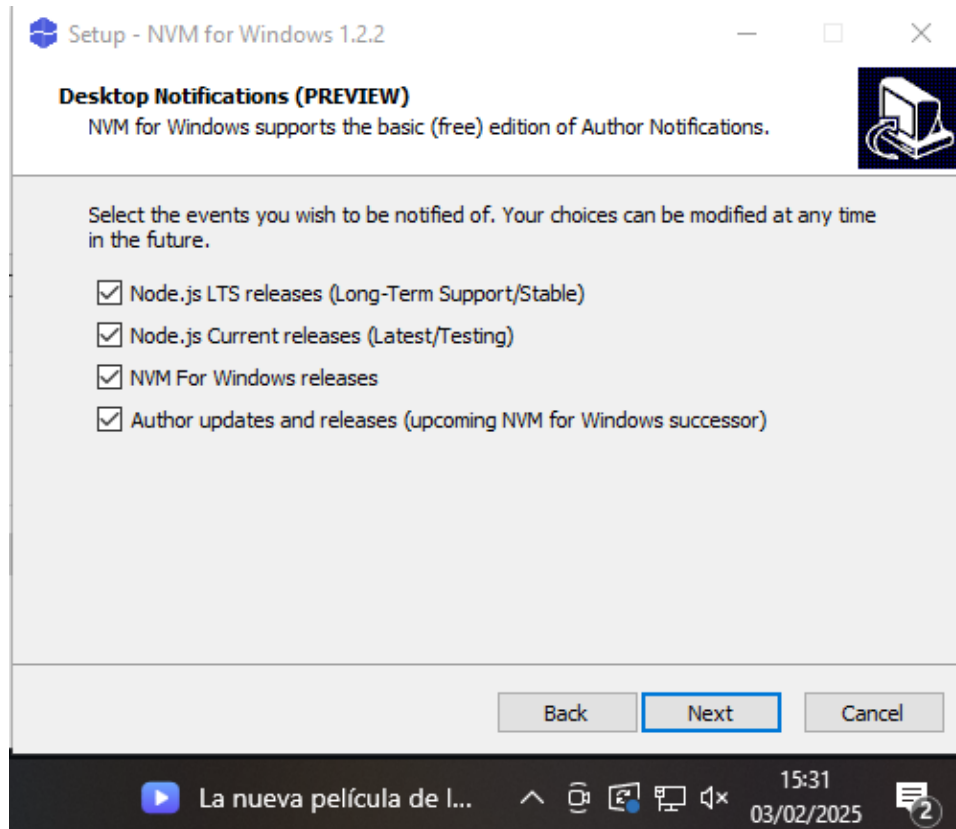 Setup - NVM for Windows 1.2.2
Desktop Notifications (PREVIEW)
NVM for Windows supports the basic (free) edition of Author Notifications.
Select the events you wish to be notified of. Your choices can be modified at any time
in the future.
Node.js LTS releases (Long-Term Support/Stable)
Node.js Current releases (Latest/Testing)
NVM For Windows releases
Author updates and releases (upcoming NVM for Windows successor)
Back Next Cancel
La nueva película de l...
15:31
03/02/2025
2